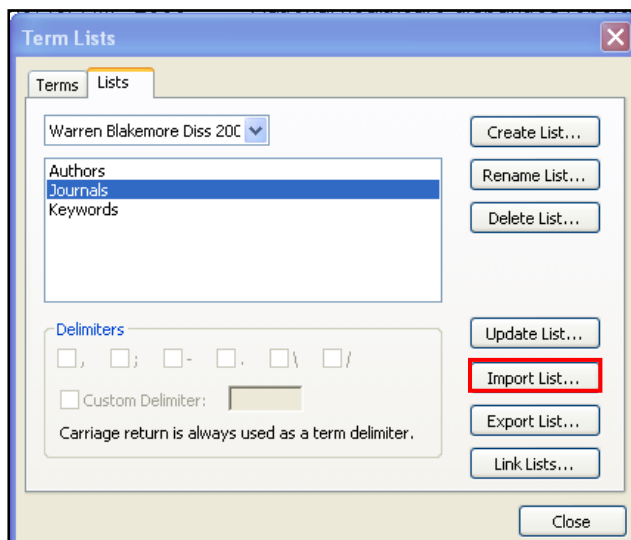 Term Lists
Terms Lists
Warren Blakemore Diss 200
Create List...
Authors
Journals
Keywords
Rename List...
Delete List...
Delimiters
, ; - . \ /
Custom Delimiter:
Carriage return is always used as a term delimiter.
Update List...
Import List...
Export List...
Link Lists...
Close